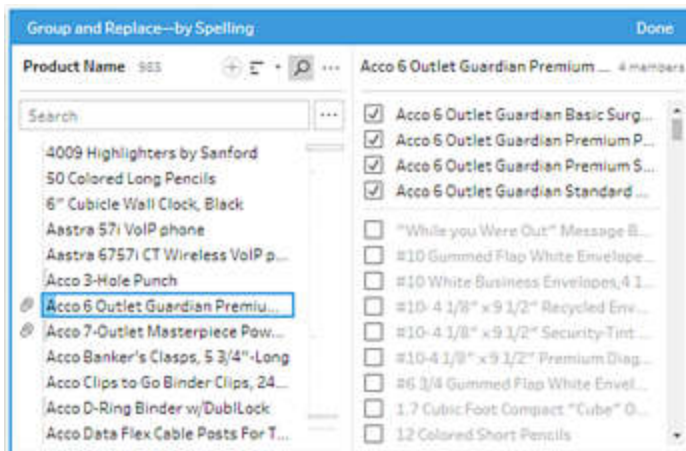 Group and Replace—by Spelling
Done
Product Name 983
Search
4009 Highlighters by Sanford
50 Colored Long Pencils
6" Cubicle Wall Clock, Black
Aastra 57i VoIP phone
Aastra 6757i CT Wireless VoIP p...
Acco 3-Hole Punch
Acco 6 Outlet Guardian Premiu...
Acco 7-Outlet Masterpiece Pow...
Acco Banker's Clasps, 5 3/4"-Long
Acco Clips to Go Binder Clips, 24...
Acco D-Ring Binder w/DublLock
Acco Data Flex Cable Posts For T...
Acco 6 Outlet Guardian Premium ... 4 members
Acco 6 Outlet Guardian Basic Surg...
Acco 6 Outlet Guardian Premium P...
Acco 6 Outlet Guardian Premium S...
Acco 6 Outlet Guardian Standard ...
"While you Were Out" Message B...
#10 Gummed Flap White Envelope...
#10 White Business Envelopes,4 1...
#10- 4 1/8" x 9 1/2" Recycled Env...
#10- 4 1/8" x 9 1/2" Security-Tint ...
#10-4 1/8" x 9 1/2" Premium Diag...
#6 3/4 Gummed Flap White Envel...
1.7 Cubic Foot Compact "Cube" O...
12 Colored Short Pencils